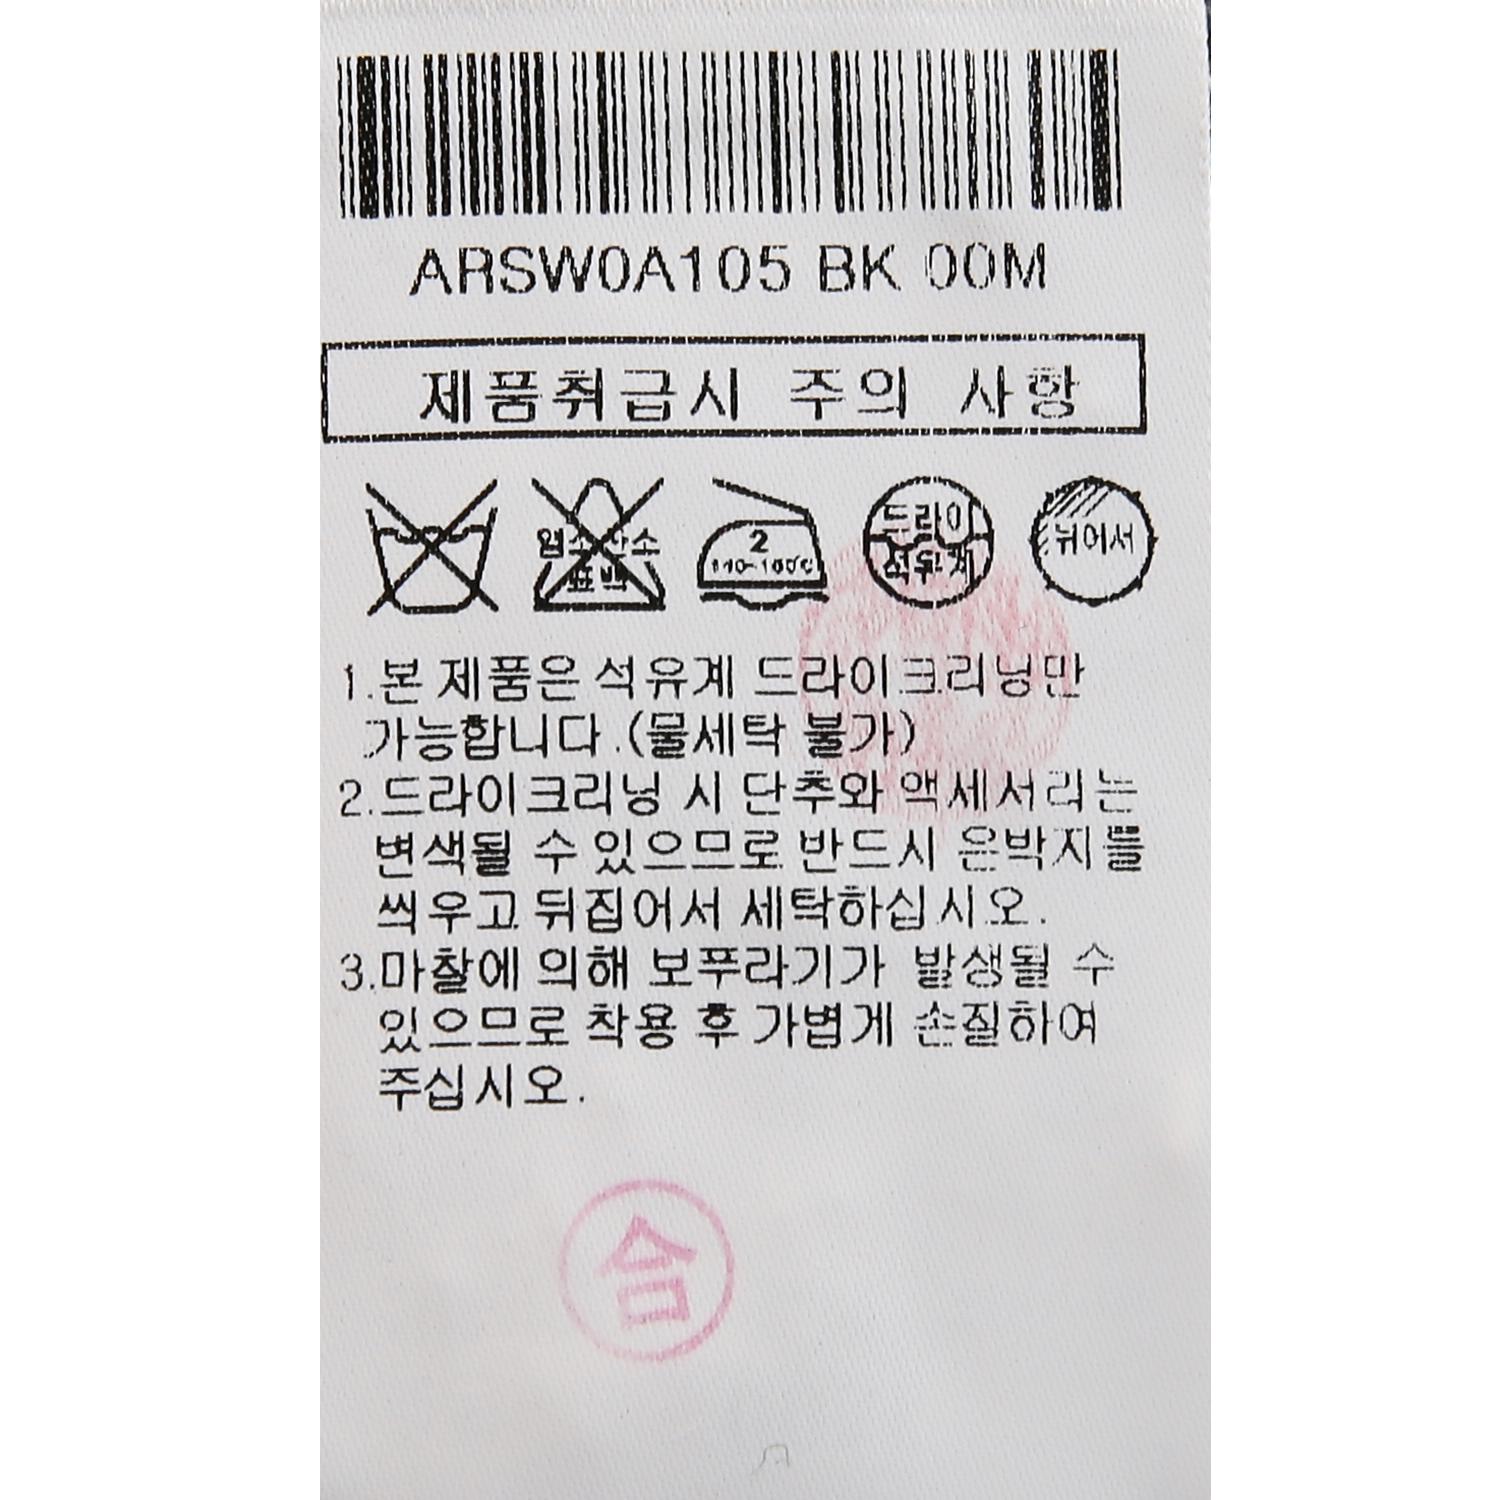 ARSW0A105 BK 00M
제품취급시 주의 사항
염소 산소
표백
2
140~160℃
드라이
석유계
뉘어서
1.본 제품은 석유계 드라이크리닝만
가능합니다.(물세탁 불가)
2.드라이크리닝 시 단추와 액세서리는
변색될 수 있으므로 반드시 은박지를
씌우고 뒤집어서 세탁하십시오.
3.마찰에 의해 보푸라기가 발생될 수
있으므로 착용 후 가볍게 손질하여
주십시오.
合